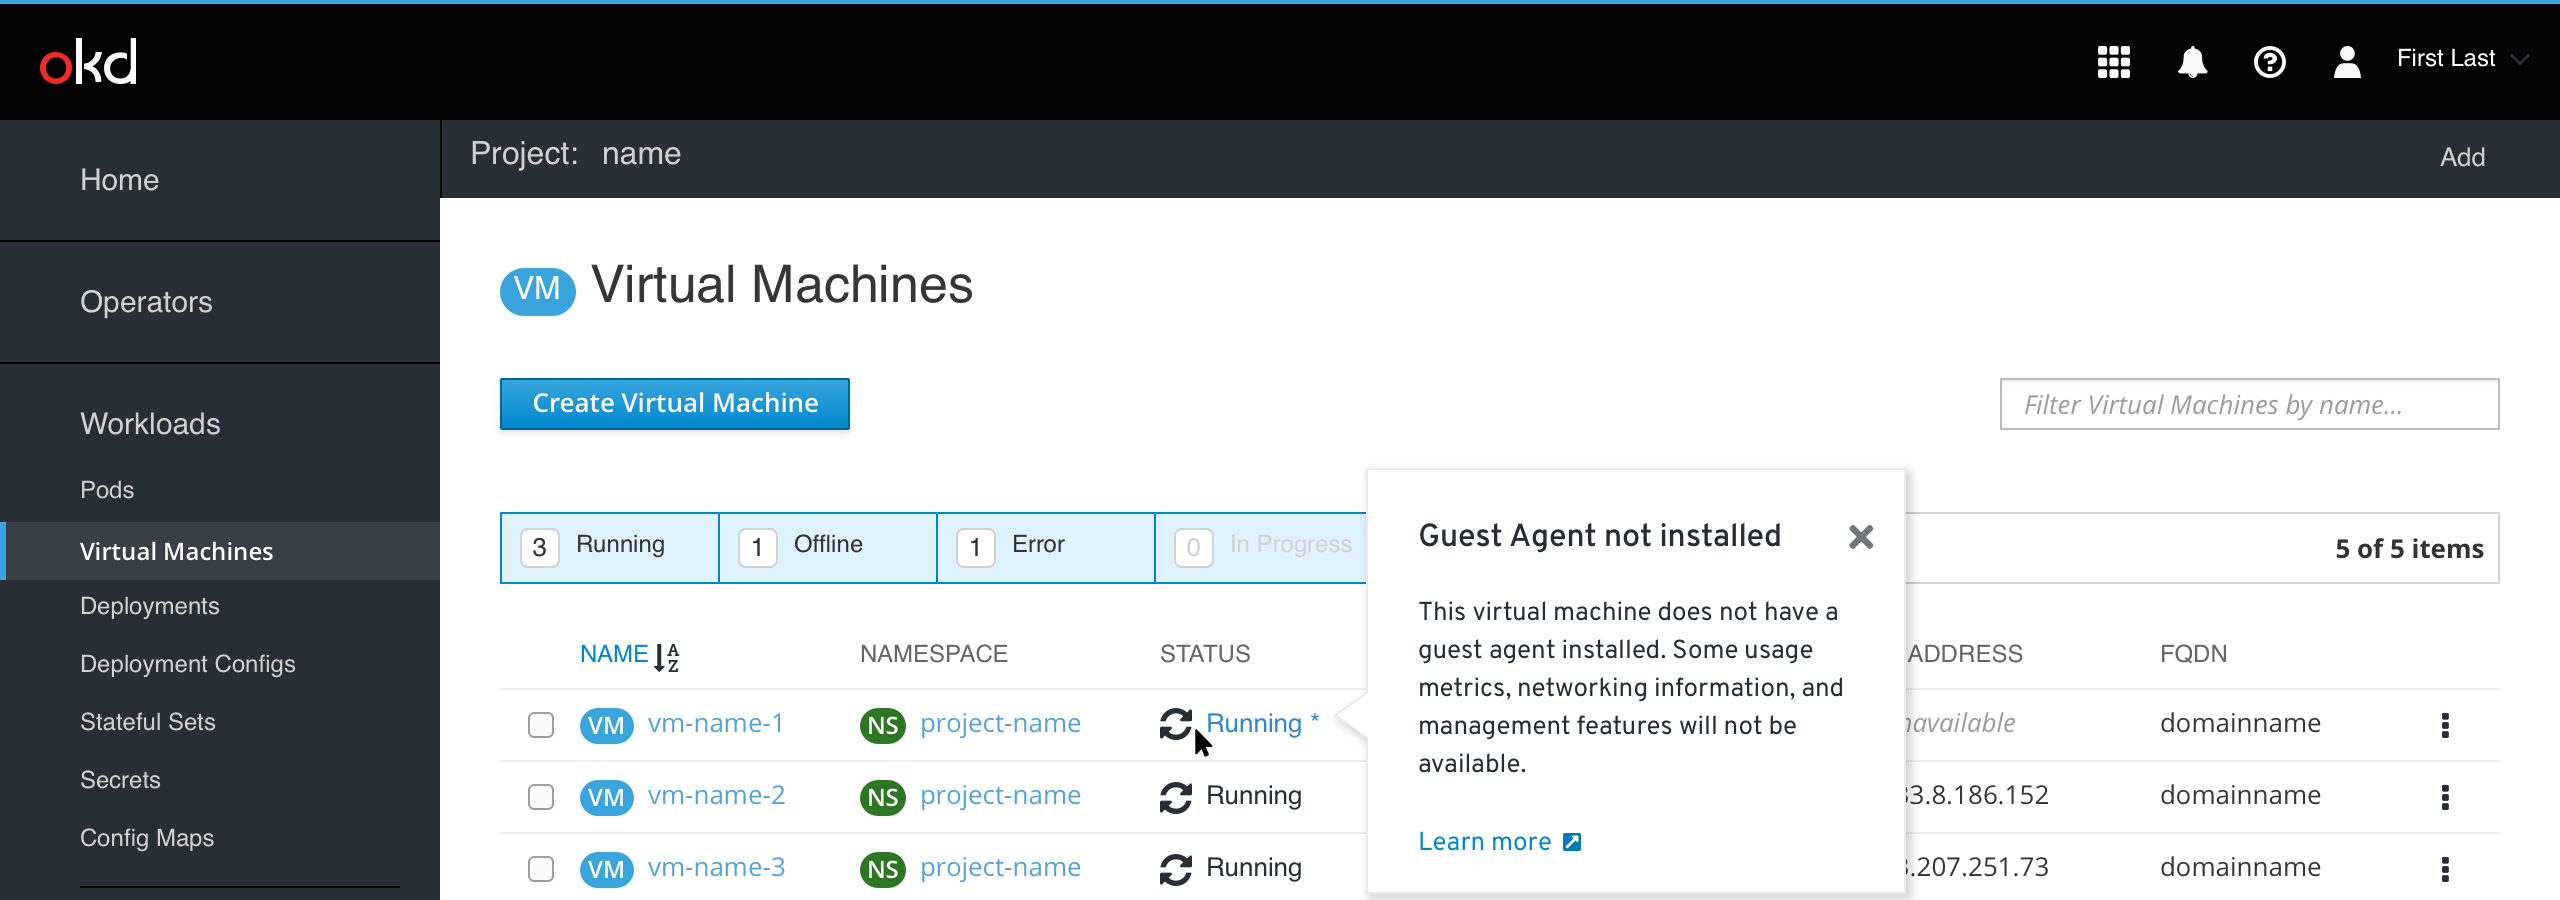 okd
First Last
Project: name
Add
Home
Operators
Workloads
Pods
Virtual Machines
Deployments
Deployment Configs
Stateful Sets
Secrets
Config Maps
VM Virtual Machines
Create Virtual Machine
Filter Virtual Machines by name...
3 Running
1 Offline
1 Error
0 In Progress
5 of 5 items
Guest Agent not installed
This virtual machine does not have a
guest agent installed. Some usage
metrics, networking information, and
management features will not be
available.
Learn more
NAME NAMESPACE STATUS ADDRESS FQDN
VM vm-name-1 NS project-name Running * domainname
VM vm-name-2 NS project-name Running 3.8.186.152 domainname
VM vm-name-3 NS project-name Running .207.251.73 domainname